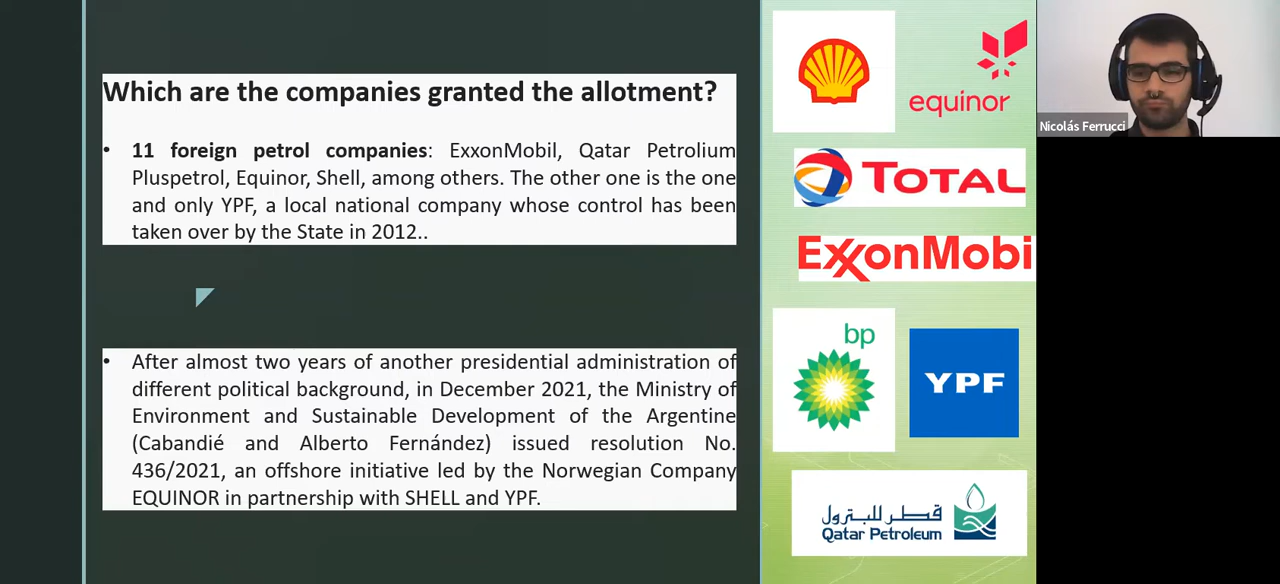 Which are the companies granted the allotment?
• 11 foreign petrol companies: ExxonMobil, Qatar Petrolium
Pluspetrol, Equinor, Shell, among others. The other one is the one
and only YPF, a local national company whose control has been
taken over by the State in 2012..
• After almost two years of another presidential administration of
different political background, in December 2021, the Ministry of
Environment and Sustainable Development of the Argentine
(Cabandié and Alberto Fernández) issued resolution No.
436/2021, an offshore initiative led by the Norwegian Company
EQUINOR in partnership with SHELL and YPF.
equinor
TOTAL
ExxonMobi
bp
YPF
قطر للبترول
Qatar Petroleum
Nicolás Ferrucci